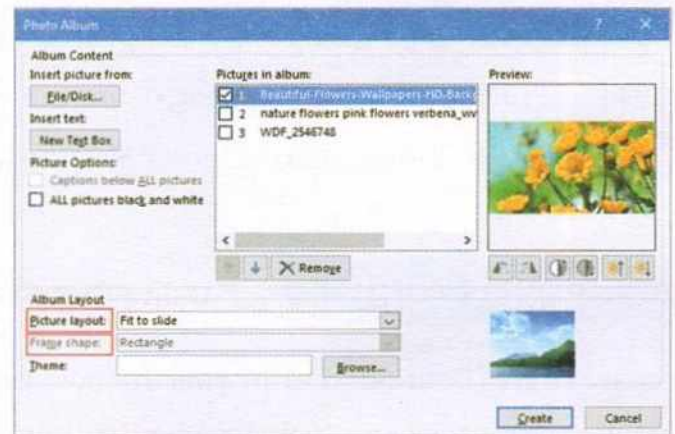 Photo Album ? ×
Album Content
Insert picture from:
File/Disk...
Insert text:
New Text Box
Picture Options:
Captions below ALL pictures
ALL pictures black and white
Pictures in album:
1 Beautiful-Flowers-Wallpapers-HD-Backg
2 nature flowers pink flowers verbena_wv
3 WDF_2546748
Remove
Preview:
Album Layout
Picture layout: Fit to slide
Frame shape: Rectangle
Theme:
Browse...
Create Cancel